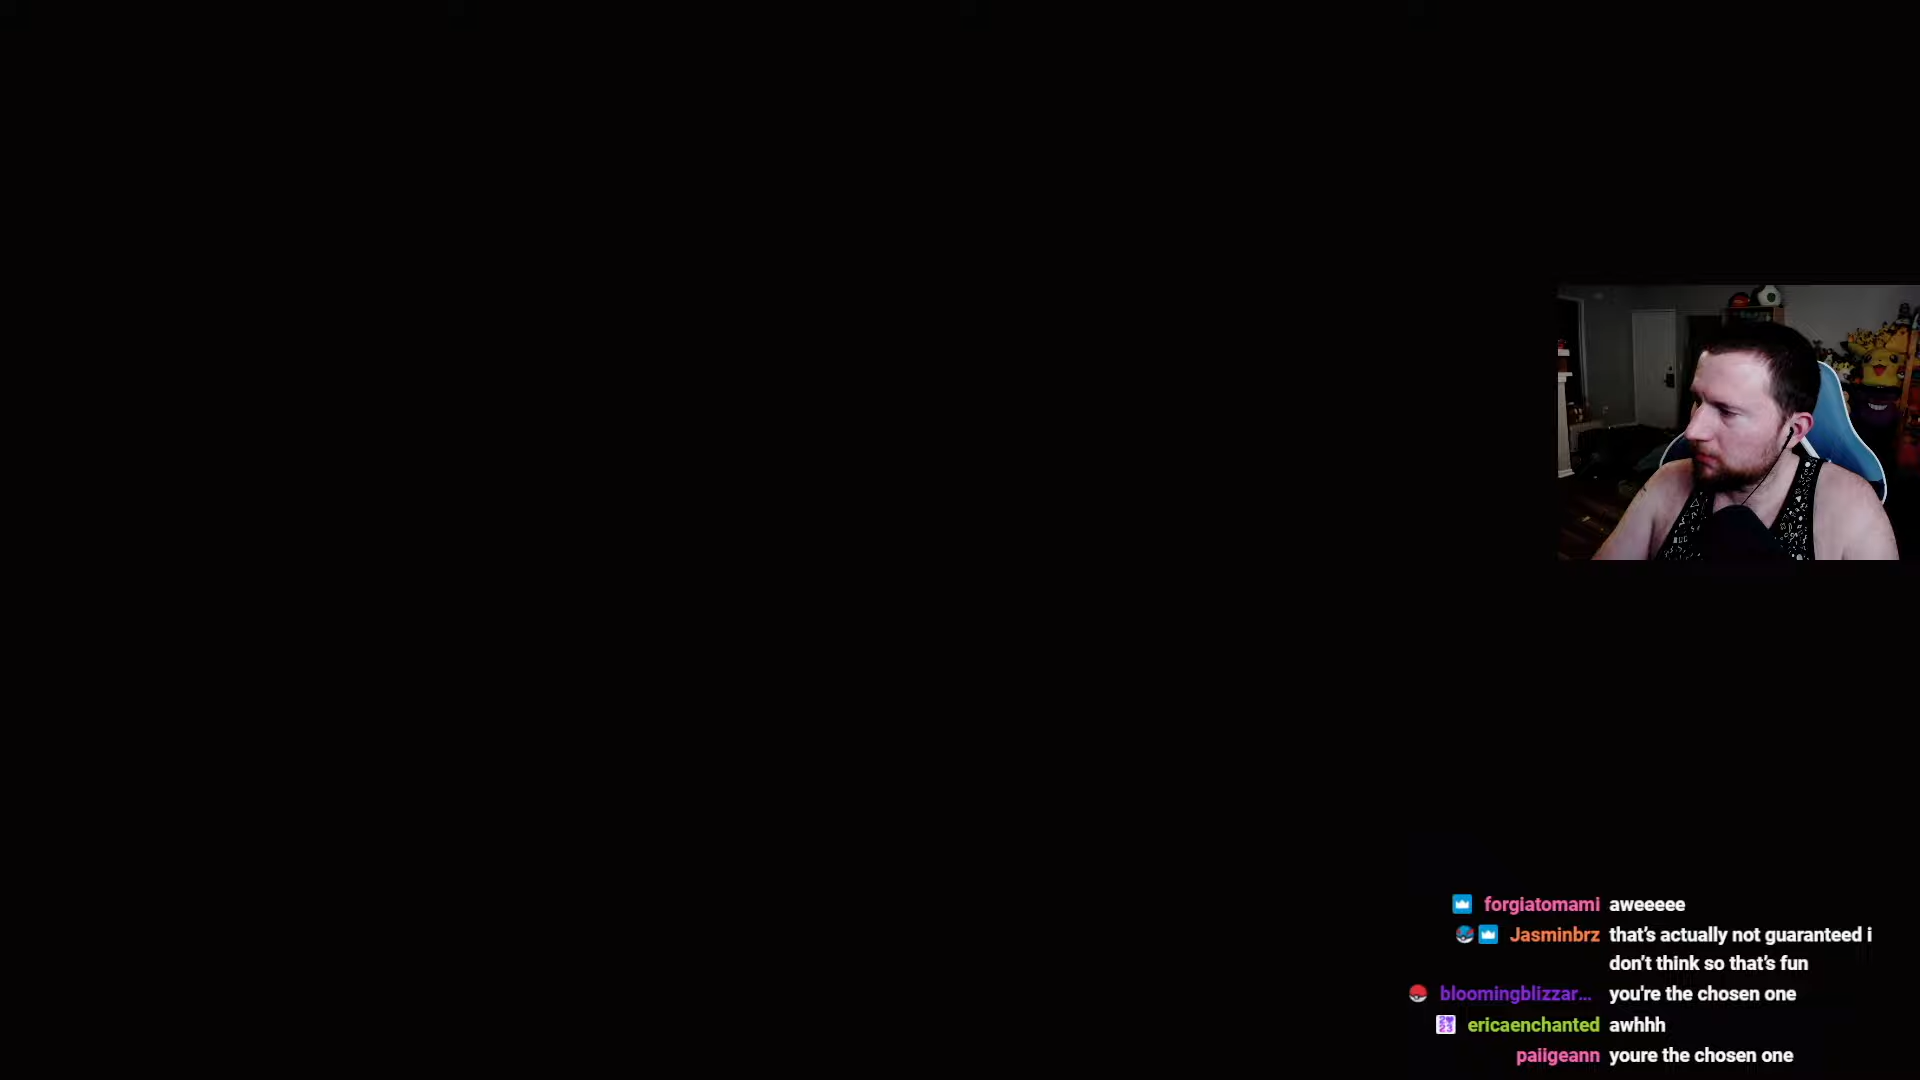 forgiatomami aweeeee
Jasminbrz that’s actually not guaranteed i
don’t think so that’s fun
bloomingblizzar... you're the chosen one
ericaenchanted awhhh
paiigeann youre the chosen one